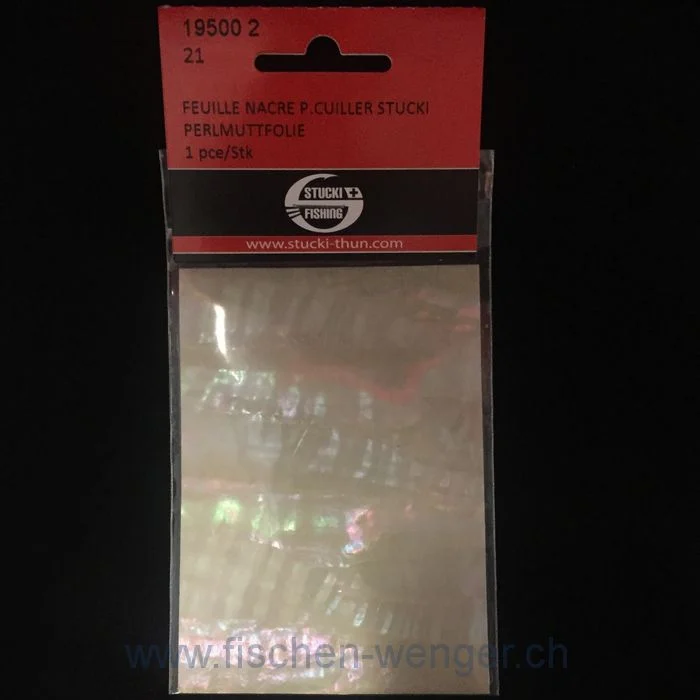 19500 2
21
FEUILLE NACRE P.CUILLER STUCKI
PERLMUTTFOLIE
1 pce/Stk
STUCKI
FISHING
www.stucki-thun.com
www.fischen-wenger.ch